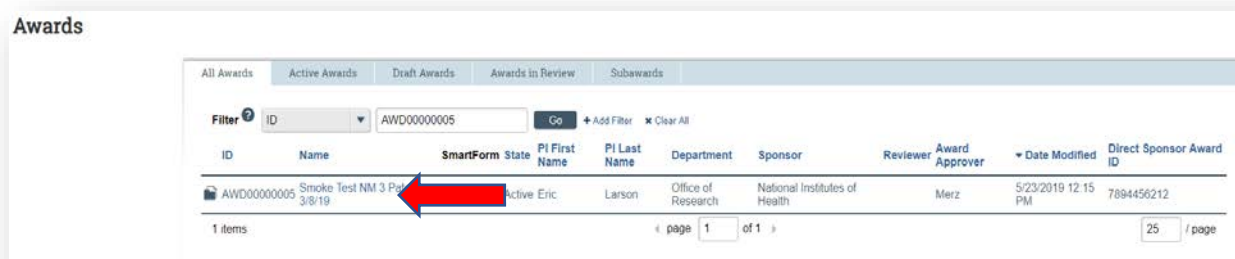 Awards
All Awards Active Awards Draft Awards Awards in Review Subawards
Filter ? ID AWD00000005 Go + Add Filter × Clear All
ID Name SmartForm State PI First Name PI Last Name Department Sponsor Reviewer Award Approver Date Modified Direct Sponsor Award ID
AWD00000005 Smoke Test NM 3 3/8/19 Active Eric Larson Office of Research National Institutes of Health Merz 5/23/2019 12:15 PM 7894456212
1 items page 1 of 1 25 / page